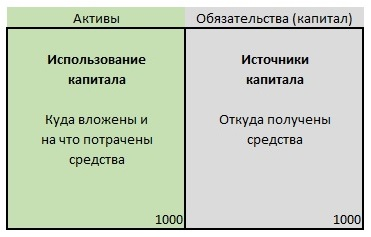 Активы
Обязательства (капитал)
Использование
капитала
Куда вложены и
на что потрачены
средства
1000
Источники
капитала
Откуда получены
средства
1000